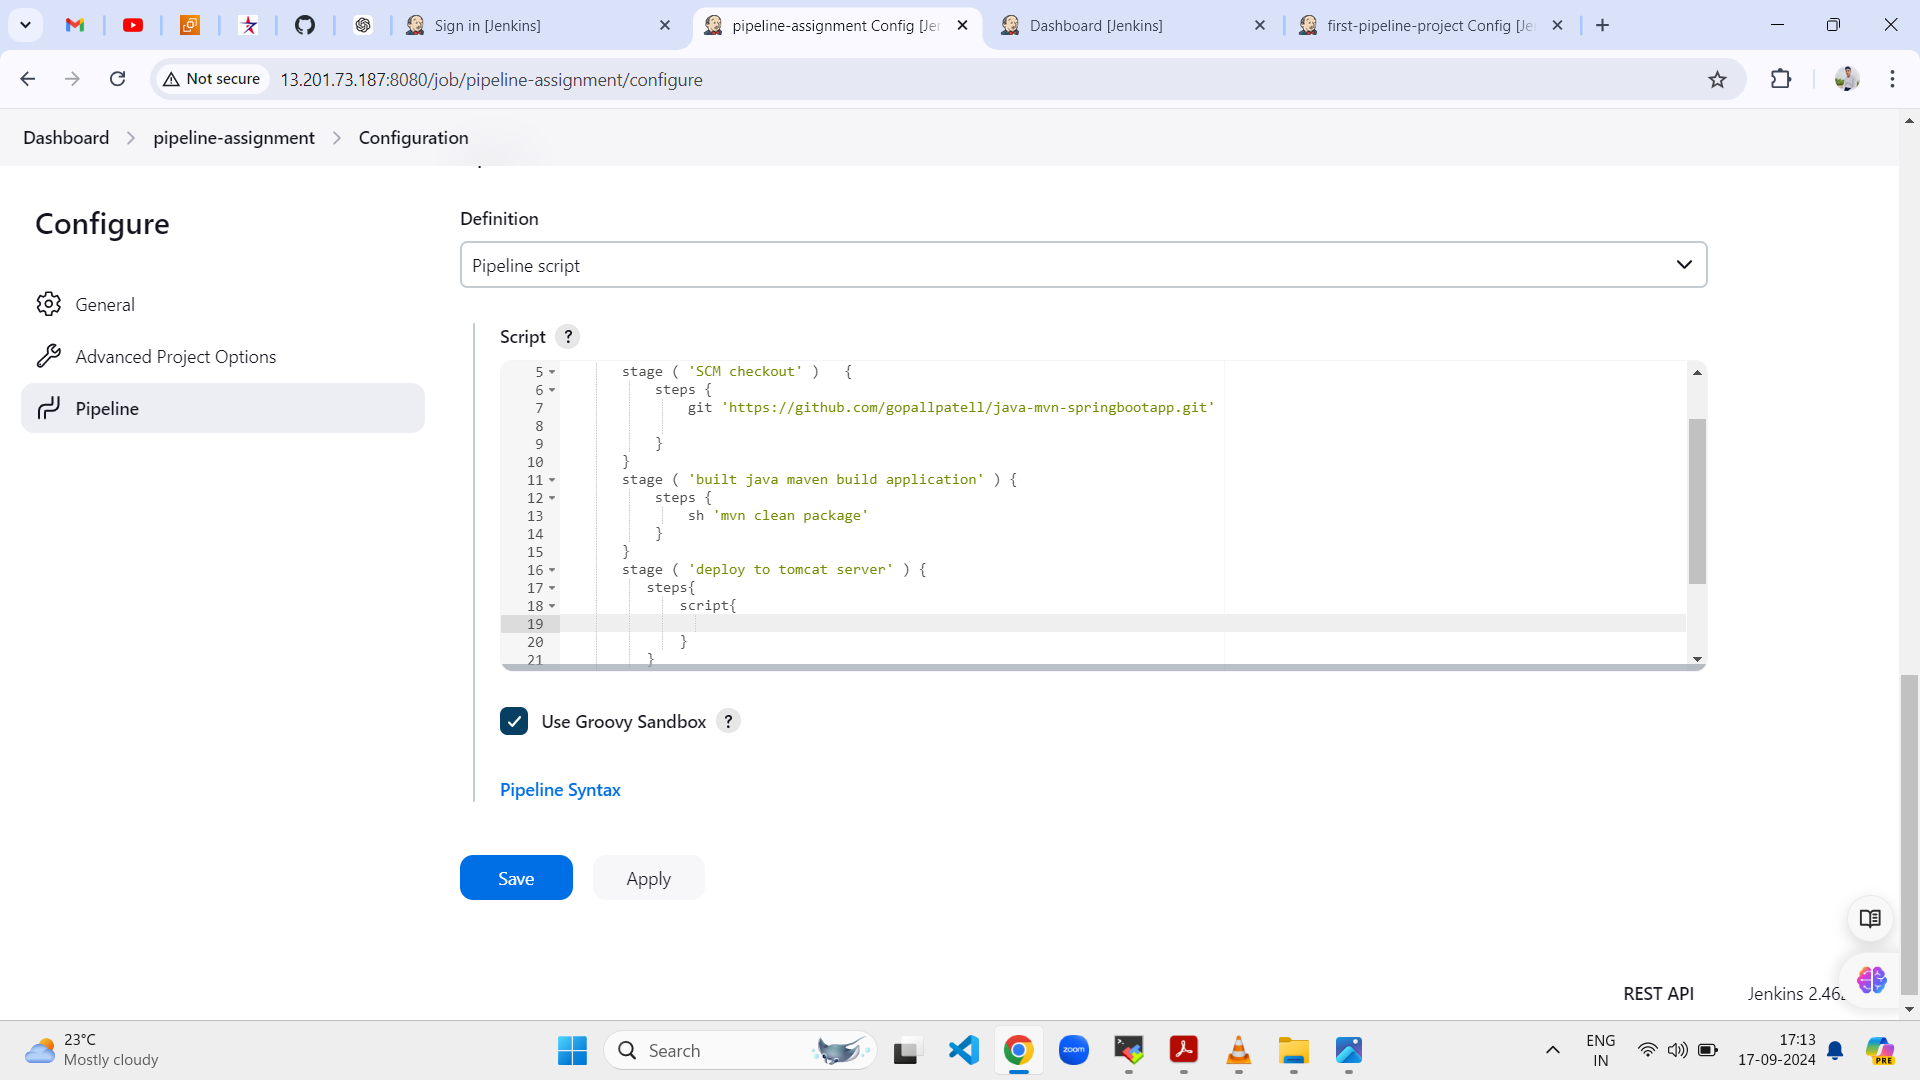 Sign in [Jenkins]
pipeline-assignment Config [Je
Dashboard [Jenkins]
first-pipeline-project Config [Je
Not secure
13.201.73.187:8080/job/pipeline-assignment/configure
Dashboard
pipeline-assignment
Configuration
Configure
General
Advanced Project Options
Pipeline
Definition
Pipeline script
Script ?
5 stage ( 'SCM checkout' ) {
6 steps {
7 git 'https://github.com/gopallpatell/java-mvn-springbootapp.git'
8
9 }
10 }
11 stage ( 'built java maven build application' ) {
12 steps {
13 sh 'mvn clean package'
14 }
15 }
16 stage ( 'deploy to tomcat server' ) {
17 steps{
18 script{
19
20 }
21 }
Use Groovy Sandbox ?
Pipeline Syntax
Save
Apply
REST API
Jenkins 2.46
23°C
Mostly cloudy
Search
zoom
ENG
IN
17:13
17-09-2024
PRE